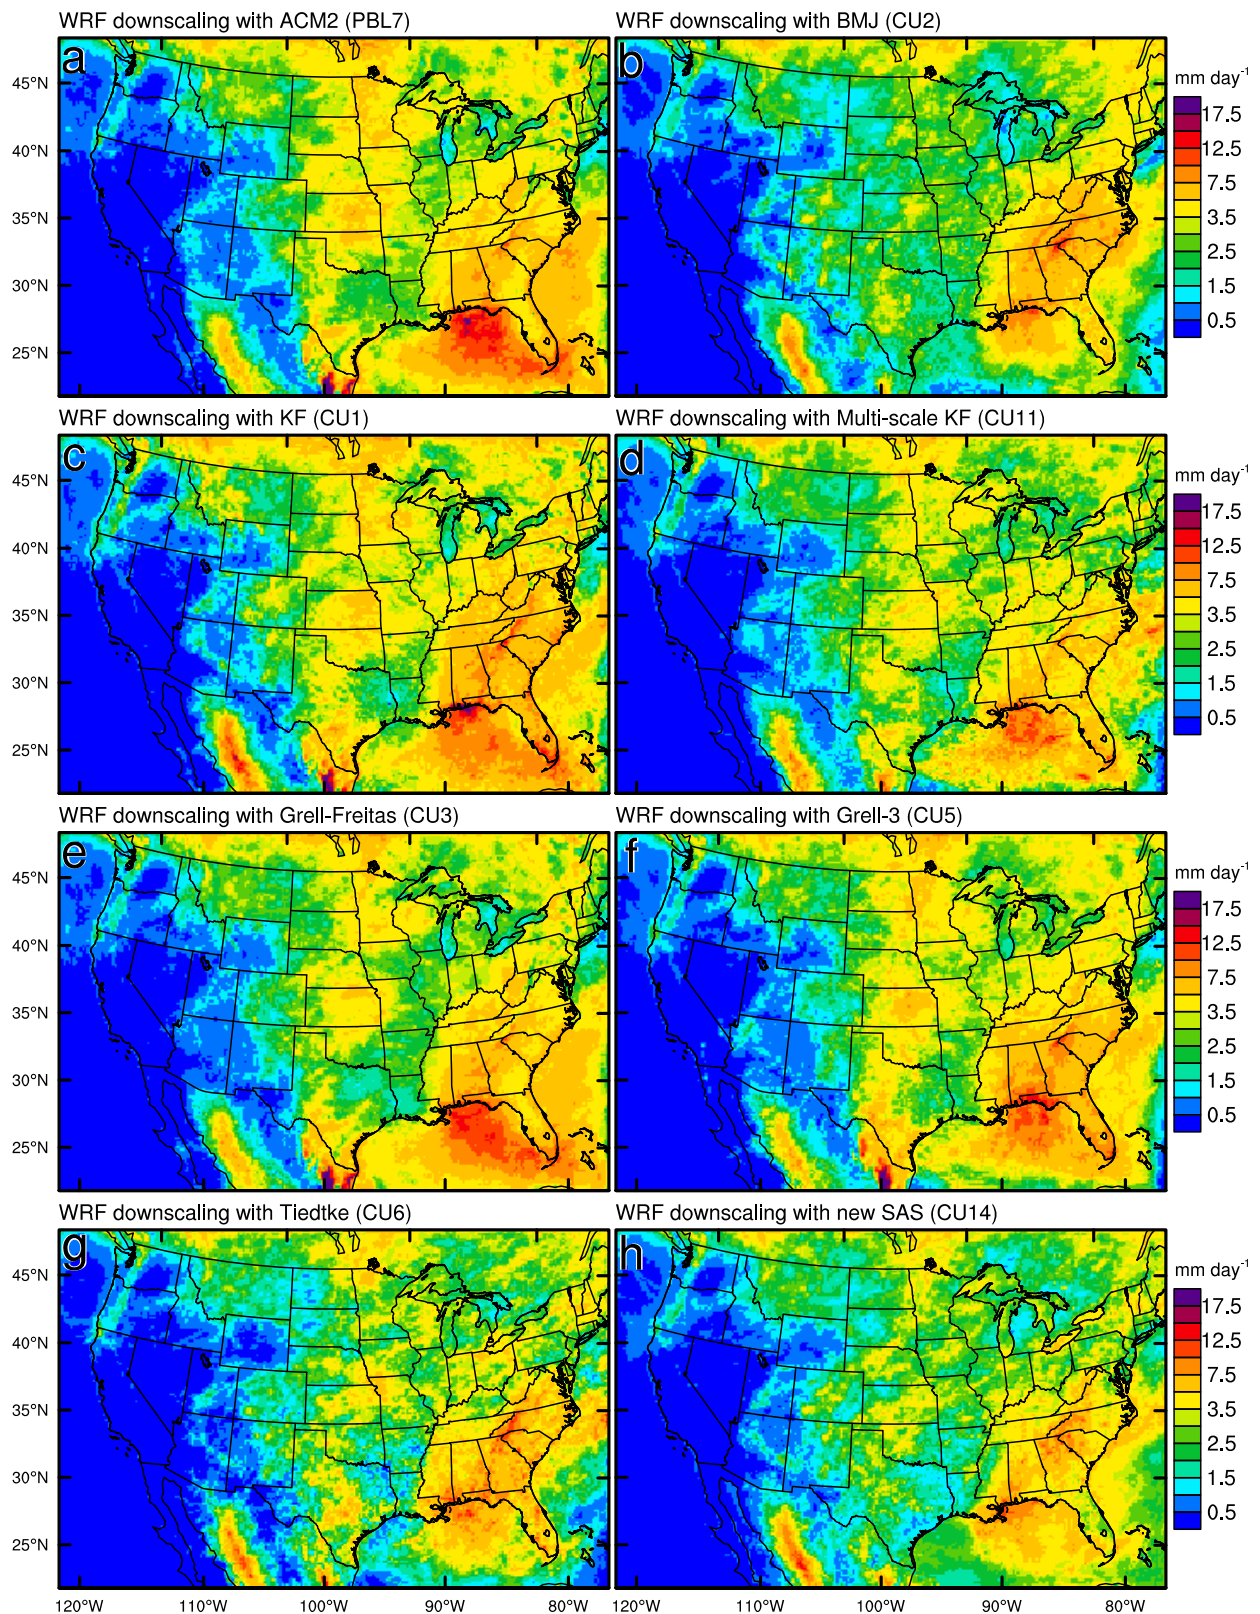 WRF downscaling with ACM2 (PBL7)
WRF downscaling with BMJ (CU2)
a
b
45°N
40°N
35°N
30°N
25°N
mm day-1
17.5
12.5
7.5
3.5
2.5
1.5
0.5
WRF downscaling with KF (CU1)
WRF downscaling with Multi-scale KF (CU11)
c
d
45°N
40°N
35°N
30°N
25°N
mm day-1
17.5
12.5
7.5
3.5
2.5
1.5
0.5
WRF downscaling with Grell-Freitas (CU3)
WRF downscaling with Grell-3 (CU5)
e
f
45°N
40°N
35°N
30°N
25°N
mm day-1
17.5
12.5
7.5
3.5
2.5
1.5
0.5
WRF downscaling with Tiedtke (CU6)
WRF downscaling with new SAS (CU14)
g
h
45°N
40°N
35°N
30°N
25°N
mm day-1
17.5
12.5
7.5
3.5
2.5
1.5
0.5
120°W 110°W 100°W 90°W 80°W
120°W 110°W 100°W 90°W 80°W